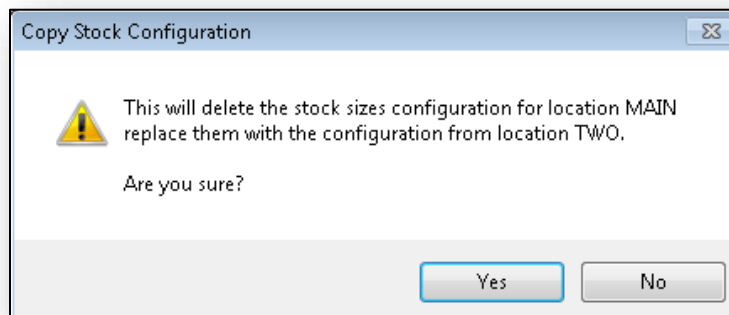 Copy Stock Configuration
This will delete the stock sizes configuration for location MAIN
replace them with the configuration from location TWO.
Are you sure?
Yes No